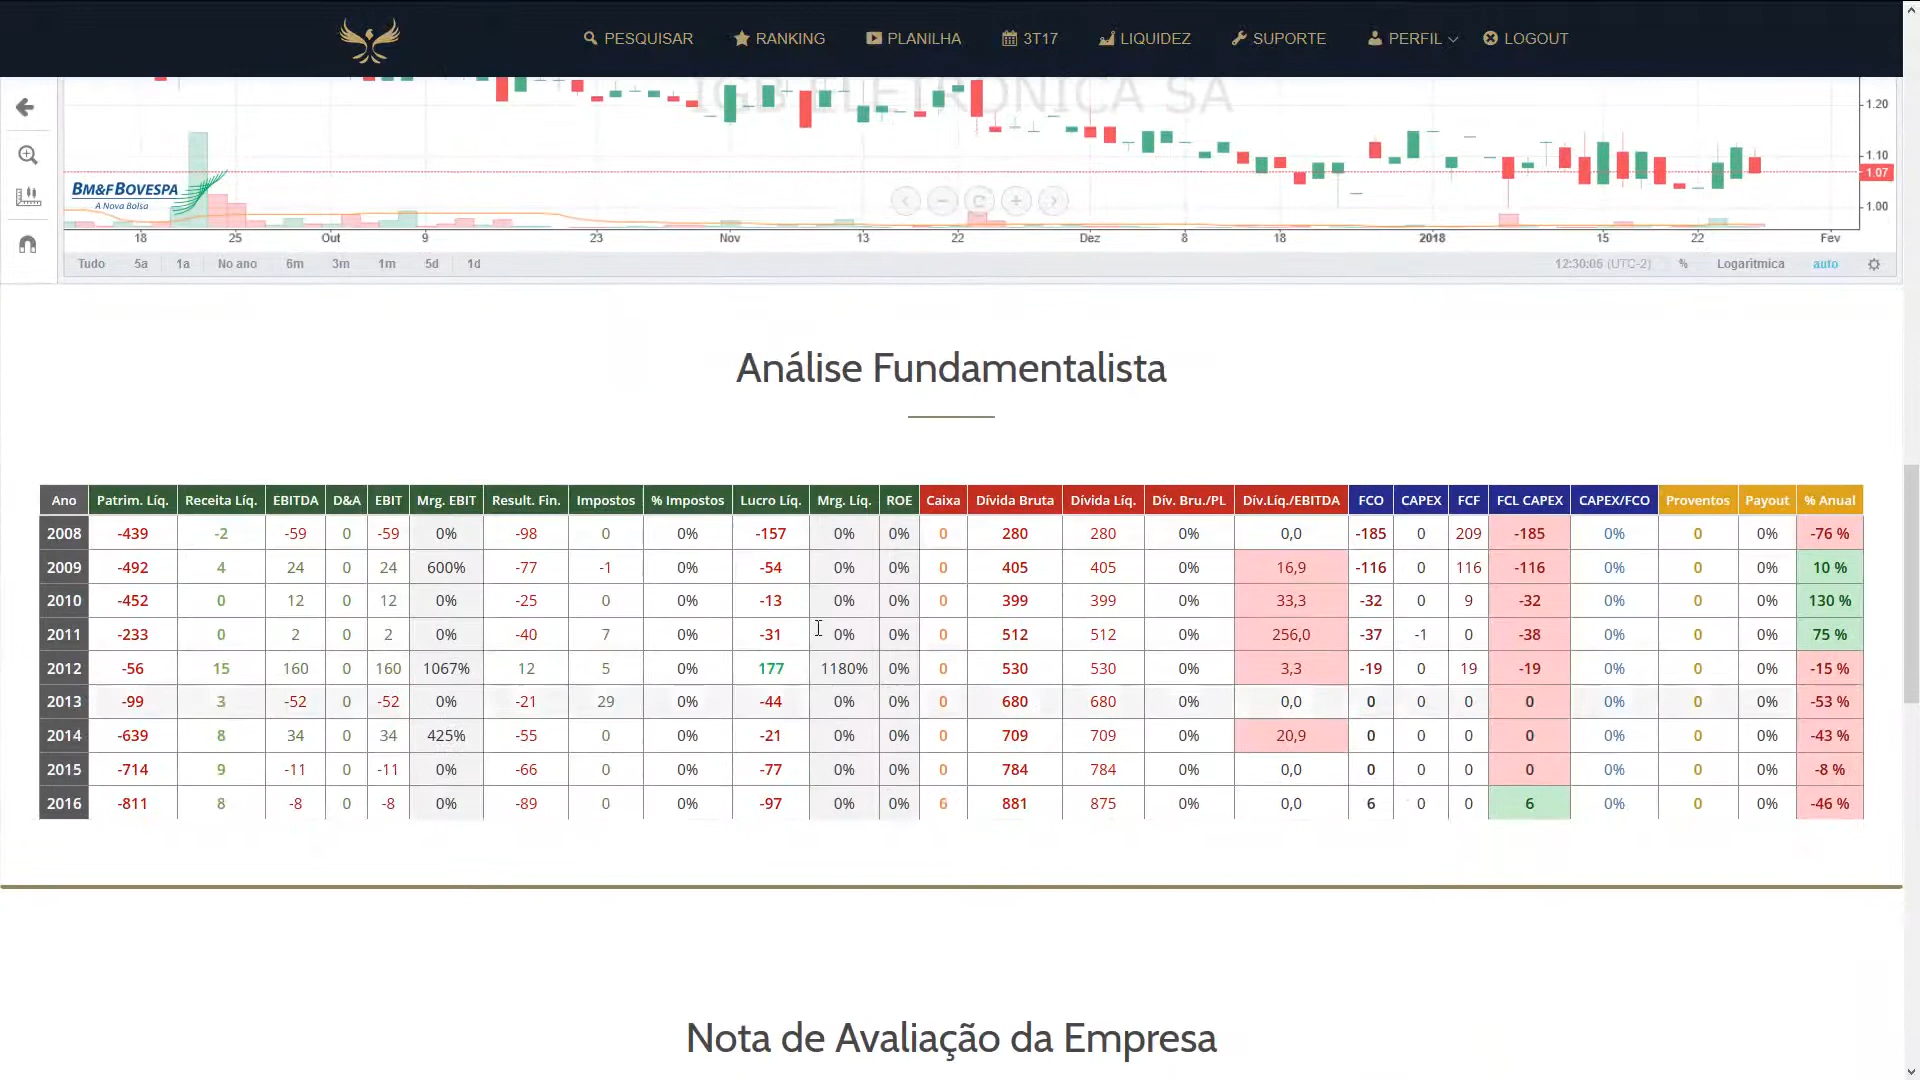 PESQUISAR RANKING PLANILHA 3T17 LIQUIDEZ SUPORTE PERFIL LOGOUT
IGB ELETRONICA SA
1.20
1.10
1.07
1.00
BM&FBOVESPA
A Nova Bolsa
18 25 Out 9 23 Nov 13 22 Dez 8 18 2018 15 22 Fev
Tudo 5a 1a No ano 6m 3m 1m 5d 1d 12:30:05 (UTC-2) % Logarítmica auto
Análise Fundamentalista
Ano Patrim. Líq. Receita Líq. EBITDA D&A EBIT Mrg. EBIT Result. Fin. Impostos % Impostos Lucro Líq. Mrg. Líq. ROE Caixa Dívida Bruta Dívida Líq. Dív. Bru./PL Dív.Líq./EBITDA FCO CAPEX FCF FCL CAPEX CAPEX/FCO Proventos Payout % Anual
2008 -439 -2 -59 0 -59 0% -98 0 0% -157 0% 0% 0 280 280 0% 0,0 -185 0 209 -185 0% 0 0% -76 %
2009 -492 4 24 0 24 600% -77 -1 0% -54 0% 0% 0 405 405 0% 16,9 -116 0 116 -116 0% 0 0% 10 %
2010 -452 0 12 0 12 0% -25 0 0% -13 0% 0% 0 399 399 0% 33,3 -32 0 9 -32 0% 0 0% 130 %
2011 -233 0 2 0 2 0% -40 7 0% -31 0% 0% 0 512 512 0% 256,0 -37 -1 0 -38 0% 0 0% 75 %
2012 -56 15 160 0 160 1067% 12 5 0% 177 1180% 0% 0 530 530 0% 3,3 -19 0 19 -19 0% 0 0% -15 %
2013 -99 3 -52 0 -52 0% -21 29 0% -44 0% 0% 0 680 680 0% 0,0 0 0 0 0 0% 0 0% -53 %
2014 -639 8 34 0 34 425% -55 0 0% -21 0% 0% 0 709 709 0% 20,9 0 0 0 0 0% 0 0% -43 %
2015 -714 9 -11 0 -11 0% -66 0 0% -77 0% 0% 0 784 784 0% 0,0 0 0 0 0 0% 0 0% -8 %
2016 -811 8 -8 0 -8 0% -89 0 0% -97 0% 0% 6 881 875 0% 0,0 6 0 0 6 0% 0 0% -46 %
Nota de Avaliação da Empresa